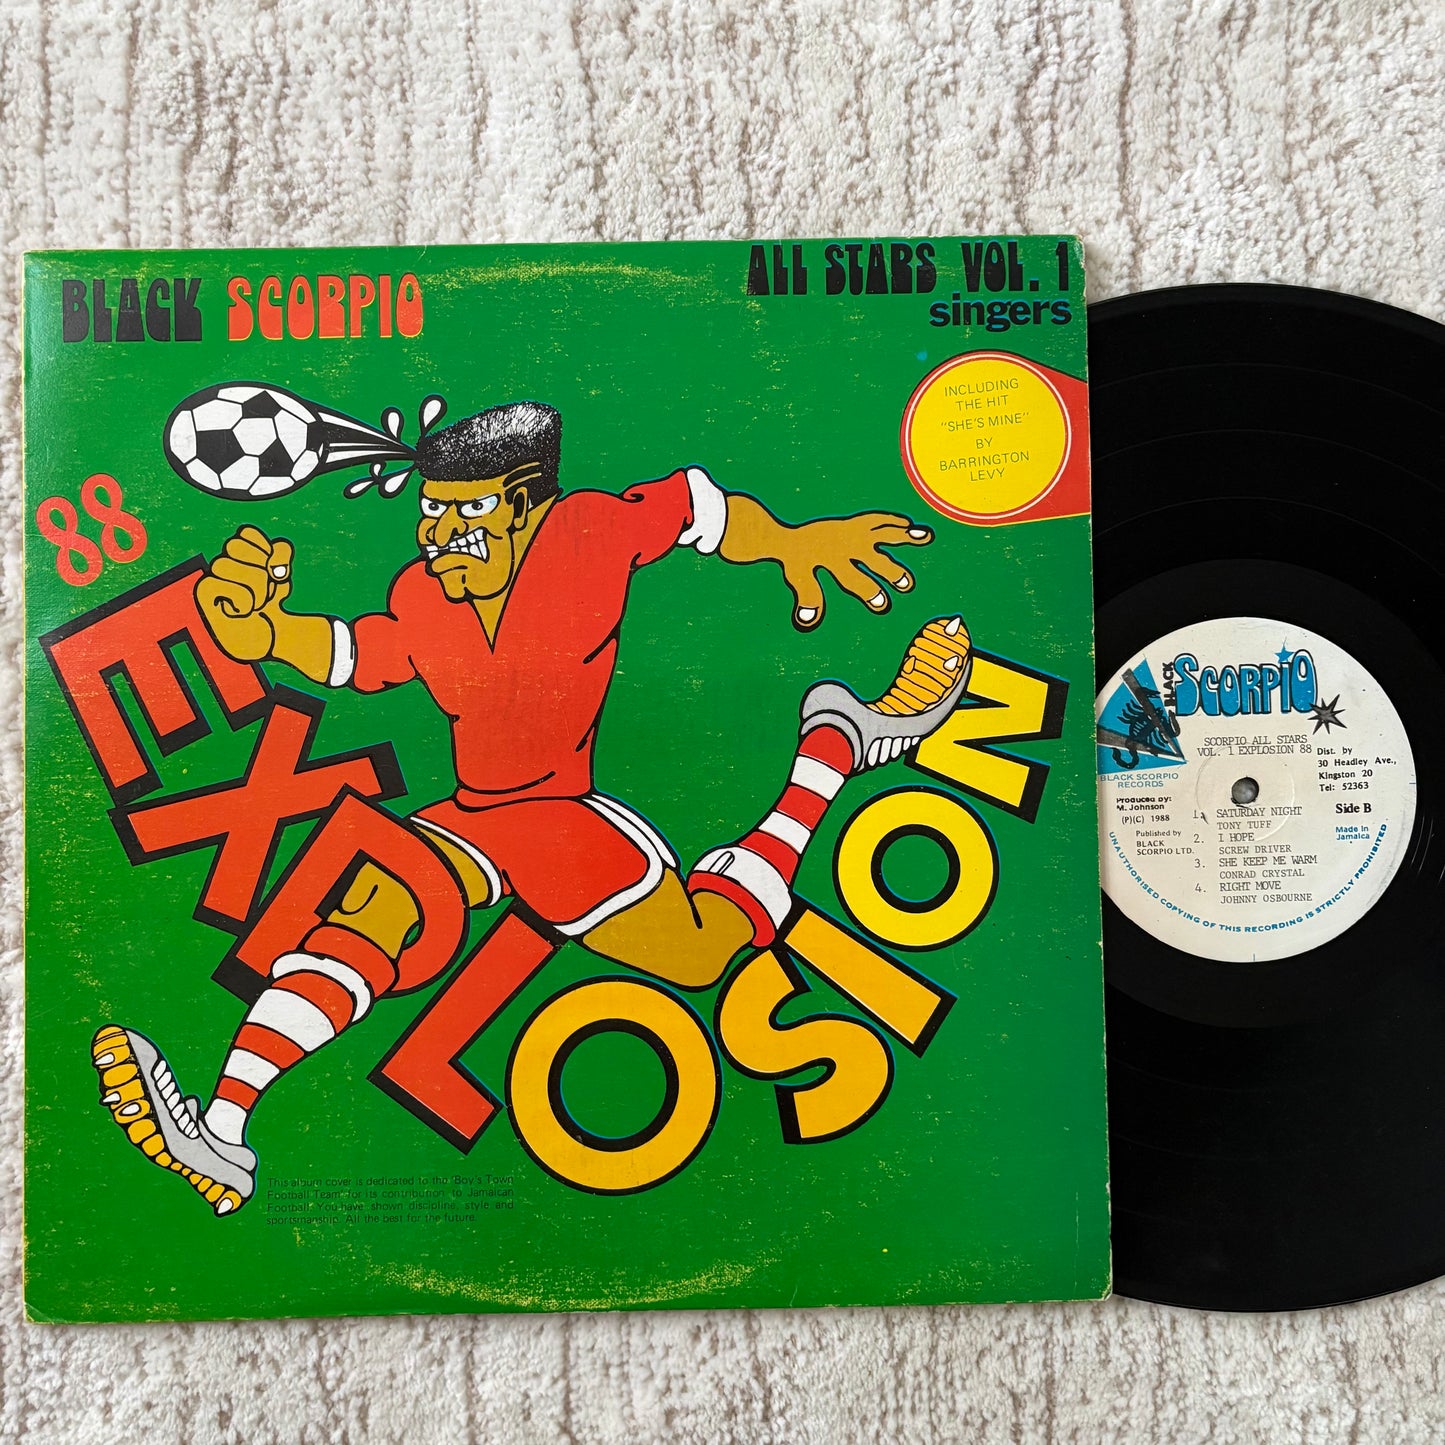 BLACK SCORPIO
ALL STARS VOL. 1
singers
INCLUDING
THE HIT
"SHE'S MINE"
BY
BARRINGTON
LEVY
88
EXPLOSION
This album cover is dedicated to the 'Boy's Town
Football Team' for its contribution to Jamaican
Football. You have shown discipline, style and
sportsmanship. All the best for the future.
BLACK SCORPIO
BLACK SCORPIO
RECORDS
SCORPIO ALL STARS
VOL. 1 EXPLOSION 88
Dist. by
30 Headley Ave.,
Kingston 20
Tel: 52363
Produced by:
M. Johnson
(P)(C) 1988
Published by
BLACK
SCORPIO LTD.
Side B
Made in
Jamaica
1. SATURDAY NIGHT
TONY TUFF
2. I HOPE
SCREW DRIVER
3. SHE KEEP ME WARM
CONRAD CRYSTAL
4. RIGHT MOVE
JOHNNY OSBOURNE
UNAUTHORISED COPYING OF THIS RECORDING IS STRICTLY PROHIBITED